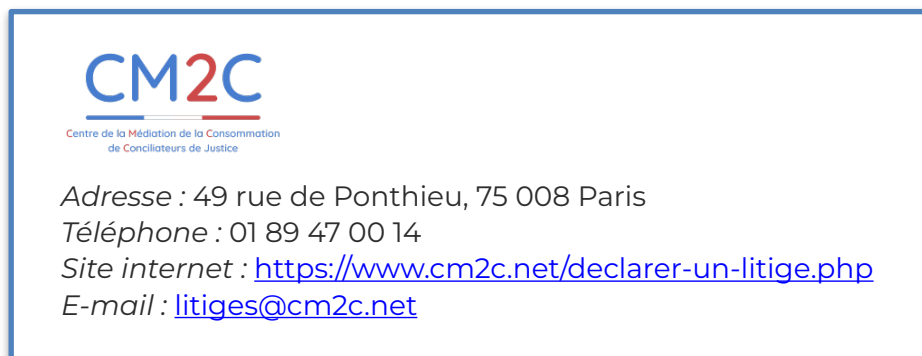 CM2C
Centre de la Médiation de la Consommation
de Conciliateurs de Justice
Adresse : 49 rue de Ponthieu, 75 008 Paris
Téléphone : 01 89 47 00 14
Site internet : https://www.cm2c.net/declarer-un-litige.php
E-mail : litiges@cm2c.net